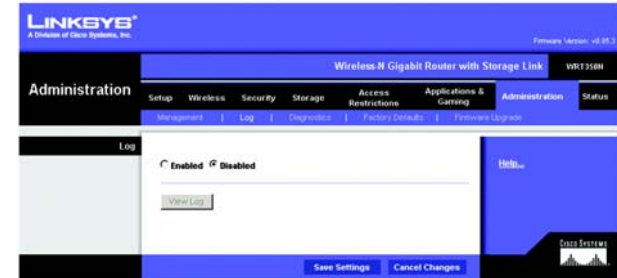 LINKSYS®
A Division of Cisco Systems, Inc.
Firmware Version: v0.95.3
Wireless-N Gigabit Router with Storage Link WRT350N
Administration
Setup Wireless Security Storage Access Restrictions Applications & Gaming Administration Status
Management | Log | Diagnostics | Factory Defaults | Firmware Upgrade
Log
Enabled Disabled
Help...
View Log
CISCO SYSTEMS
Save Settings Cancel Changes